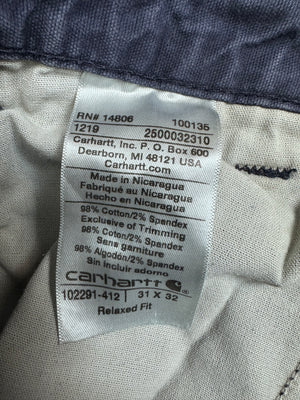 RN# 14806 100135
1219 2500032310
Carhartt, Inc. P.O. Box 600
Dearborn, MI 48121 USA
Carhartt.com
Made in Nicaragua
Fabriqué au Nicaragua
Hecho en Nicaragua
98% Cotton/2% Spandex
Exclusive of Trimming
98% Cotton/2% Spandex
Sans garniture
98% Algodón/2% Spandex
Sin incluir adorno
carhartt
102291-412 31 X 32
Relaxed Fit